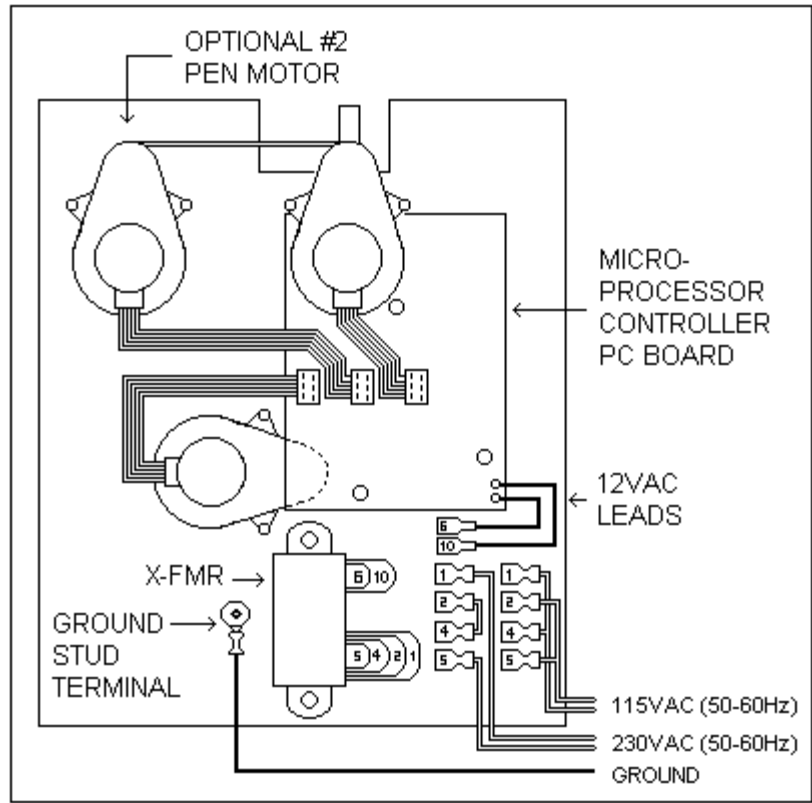 OPTIONAL #2
PEN MOTOR
MICRO-
PROCESSOR
CONTROLLER
PC BOARD
12VAC
LEADS
6
10
X-FMR
6 10
1
2
4
5
1
2
4
5
GROUND
STUD
TERMINAL
5 4 2 1
115VAC (50-60Hz)
230VAC (50-60Hz)
GROUND